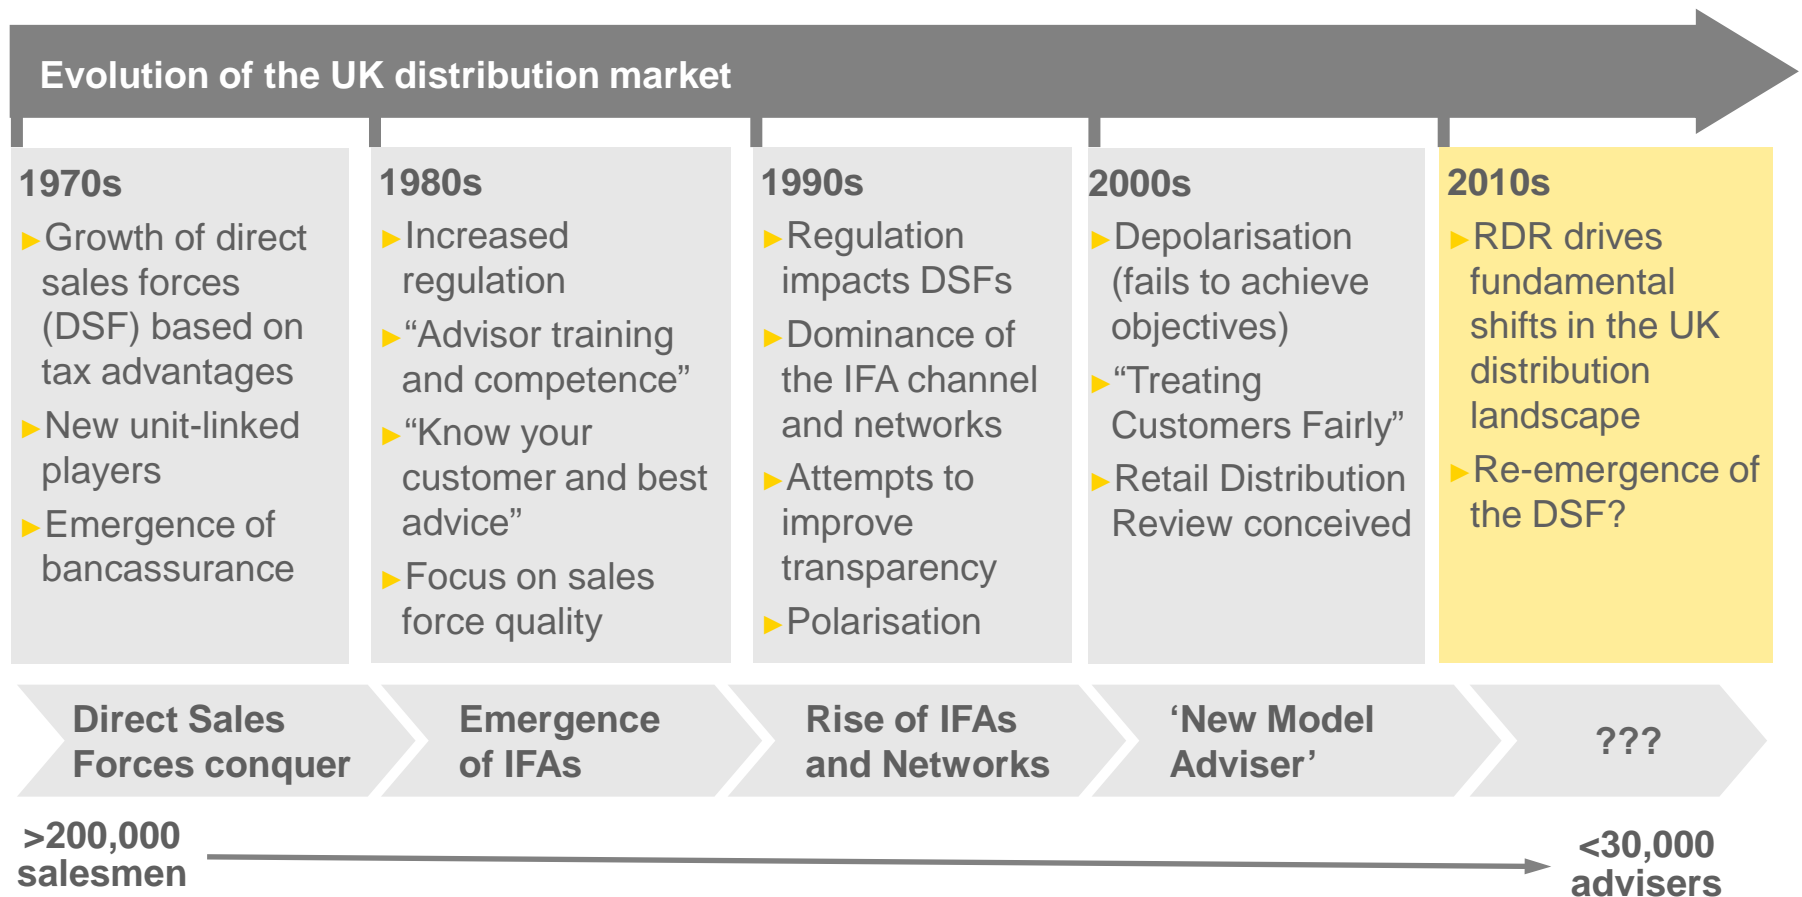 Evolution of the UK distribution market
1970s
►Growth of direct
sales forces
(DSF) based on
tax advantages
►New unit-linked
players
►Emergence of
bancassurance
1980s
►Increased
regulation
►“Advisor training
and competence”
►“Know your
customer and best
advice”
►Focus on sales
force quality
1990s
►Regulation
impacts DSFs
►Dominance of
the IFA channel
and networks
►Attempts to
improve
transparency
►Polarisation
2000s
►Depolarisation
(fails to achieve
objectives)
►“Treating
Customers Fairly”
►Retail Distribution
Review conceived
2010s
►RDR drives
fundamental
shifts in the UK
distribution
landscape
►Re-emergence of
the DSF?
Direct Sales
Forces conquer
Emergence
of IFAs
Rise of IFAs
and Networks
‘New Model
Adviser’
???
>200,000
salesmen
<30,000
advisers